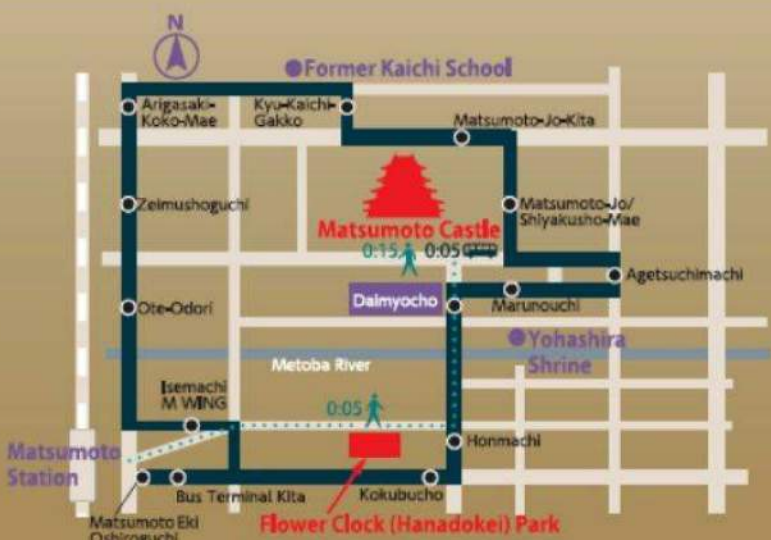 N
Former Kaichi School
Arigasaki-
Koko-Mae
Kyu-Kaichi-
Gakko
Matsumoto-Jo-Kita
Zeimushoguchi
Matsumoto Castle
Matsumoto-Jo/
Shiyakusho-Mae
0:15 0:05
Agetsuchimachi
Daimyocho
Marunouchi
Ote-Odori
Yohashira
Shrine
Metoba River
Isemachi
M WING
0:05
Honmachi
Matsumoto
Station
Bus Terminal Kita
Kokubucho
Matsumoto Eki
Oshiroguchi
Flower Clock (Hanadokei) Park